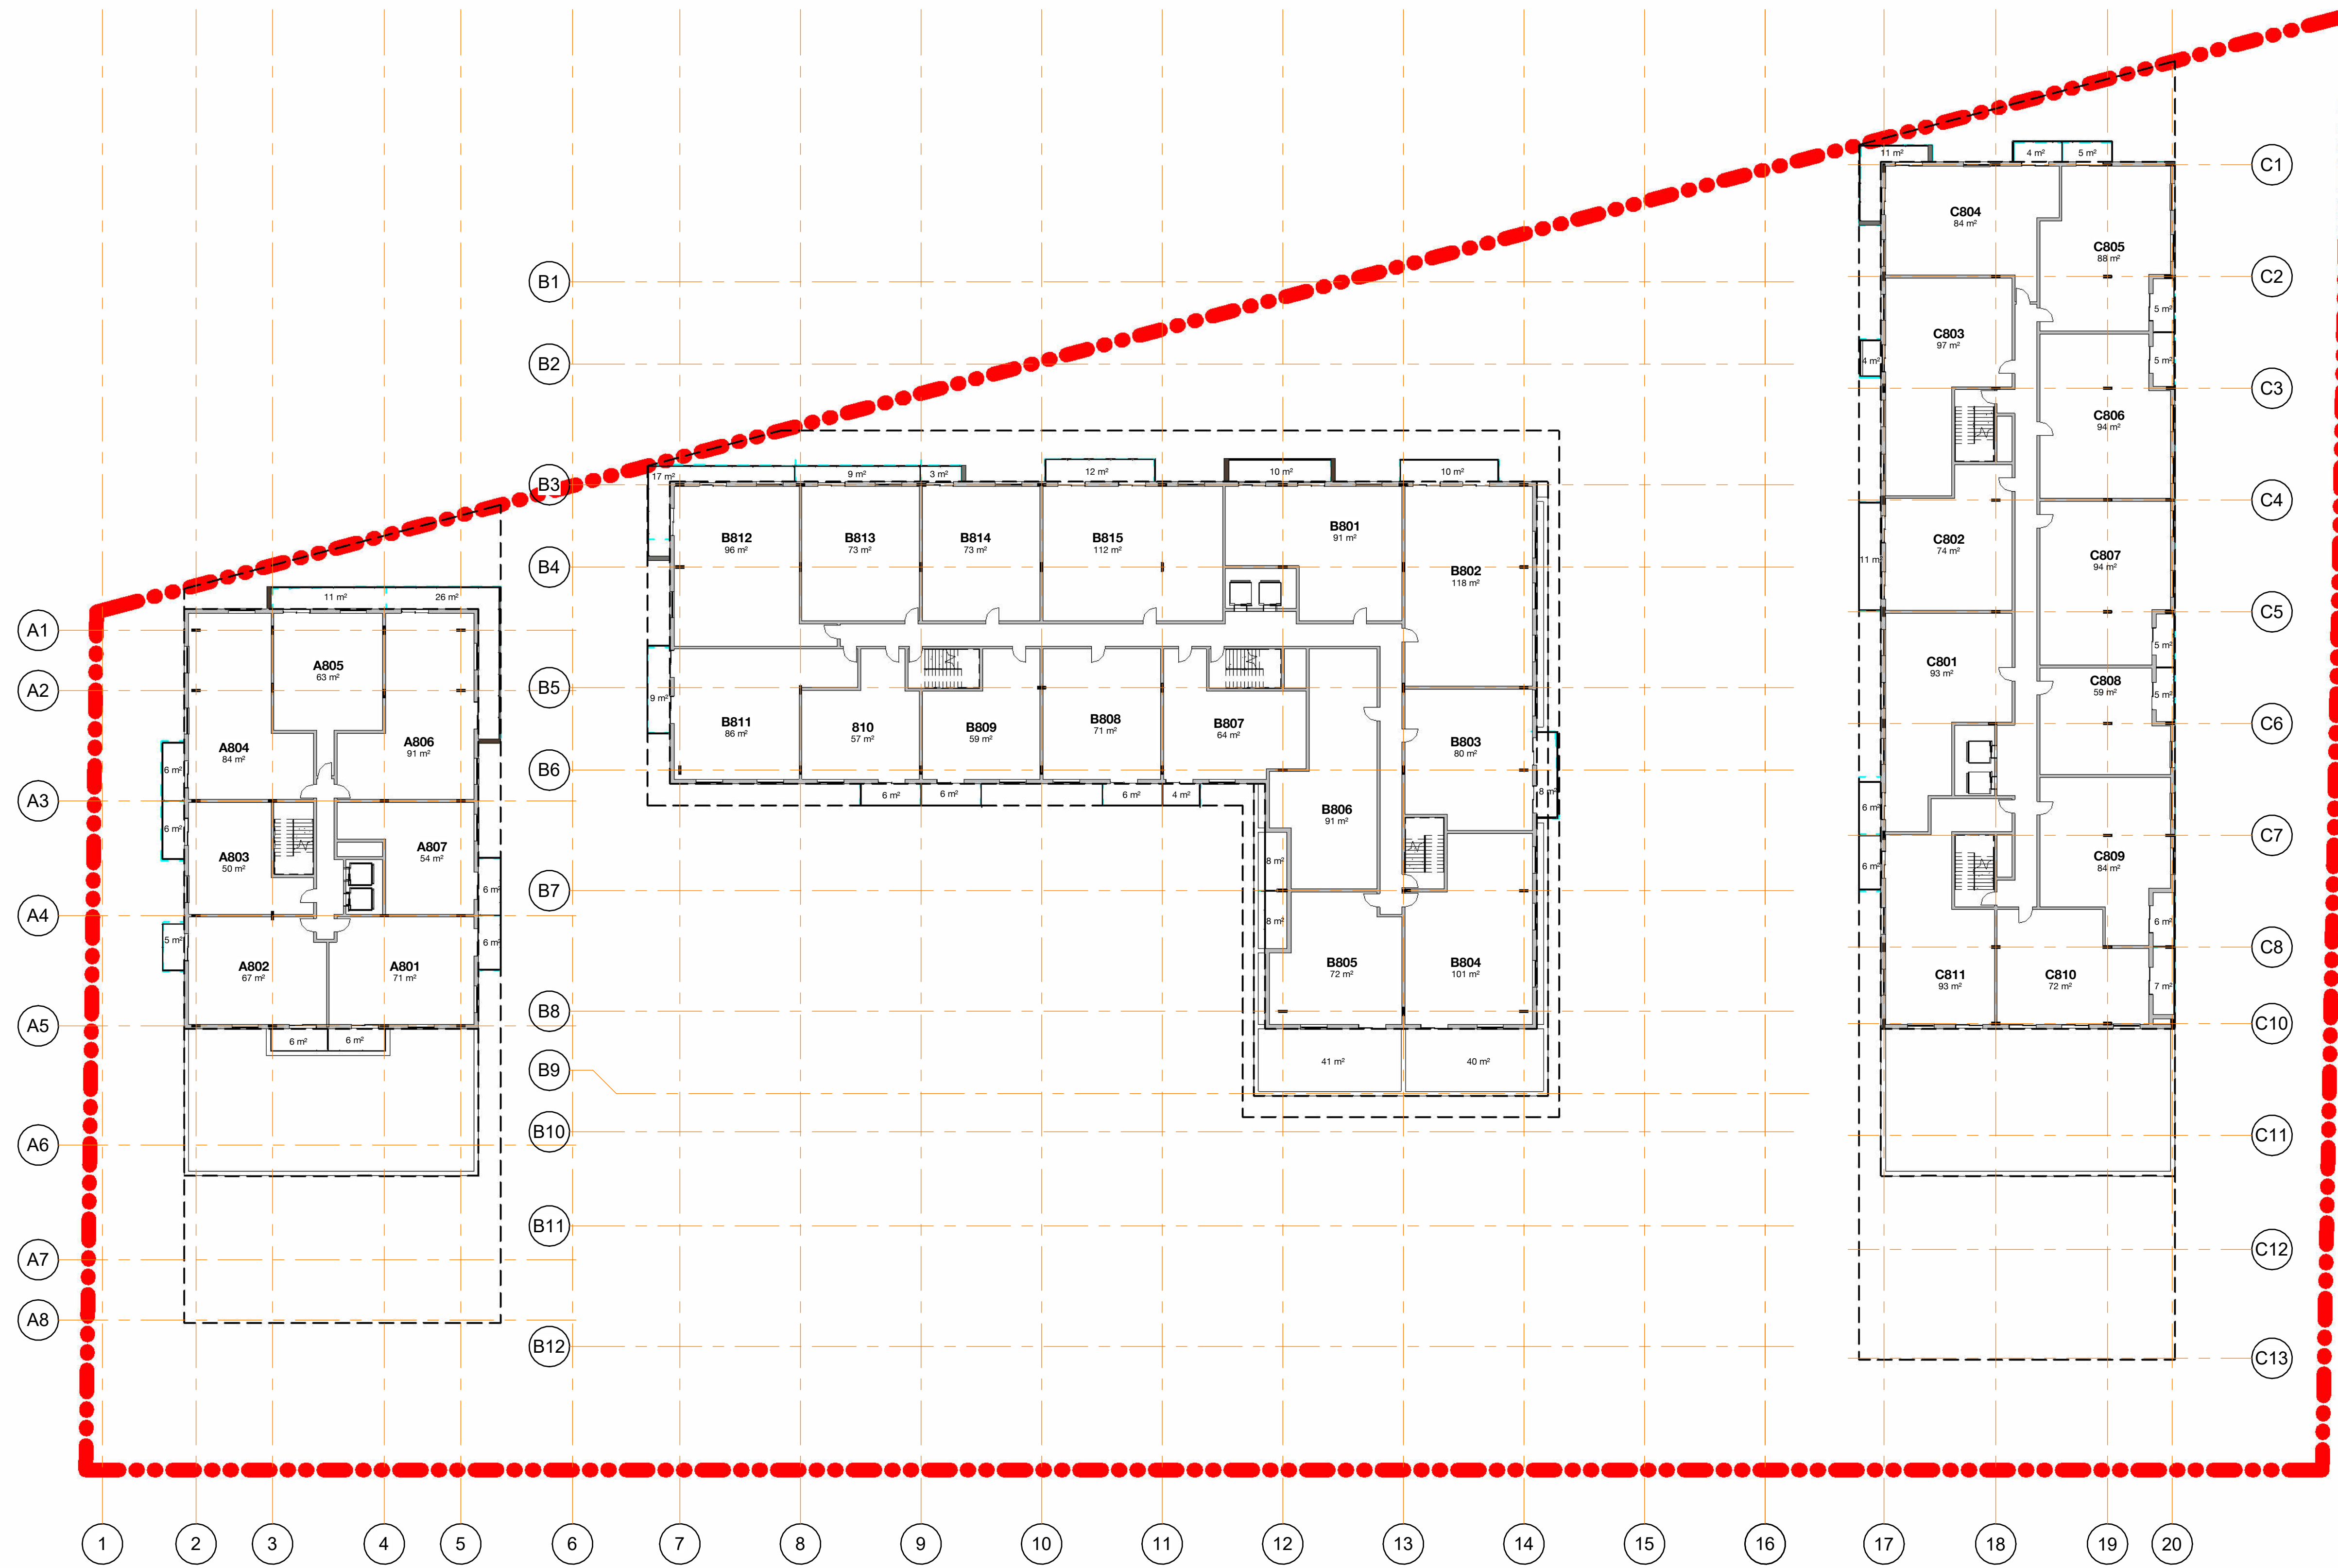 11 m²
4 m²
5 m²
C1
C804
84 m²
C805
88 m²
B1
C2
5 m²
C803
97 m²
4 m²
5 m²
B2
C3
C806
94 m²
17 m²
9 m²
3 m²
12 m²
10 m²
10 m²
B3
C4
B812
96 m²
B813
73 m²
B814
73 m²
B815
112 m²
B801
91 m²
B802
118 m²
C802
74 m²
11 m²
C807
94 m²
B4
11 m²
26 m²
C5
A1
A805
63 m²
5 m²
C801
93 m²
C808
59 m²
5 m²
A2
B5
9 m²
B811
86 m²
810
57 m²
B809
59 m²
B808
71 m²
B807
64 m²
B803
80 m²
C6
A804
84 m²
A806
91 m²
6 m²
B6
8 m²
6 m²
6 m²
6 m²
4 m²
A3
6 m²
B806
91 m²
6 m²
C7
A803
50 m²
A807
54 m²
C809
84 m²
8 m²
6 m²
6 m²
B7
A4
8 m²
6 m²
5 m²
6 m²
C8
A802
67 m²
A801
71 m²
B805
72 m²
B804
101 m²
C811
93 m²
C810
72 m²
7 m²
B8
A5
C10
6 m²
6 m²
41 m²
40 m²
B9
B10
C11
A6
B11
C12
A7
A8
B12
C13
1
2
3
4
5
6
7
8
9
10
11
12
13
14
15
16
17
18
19
20